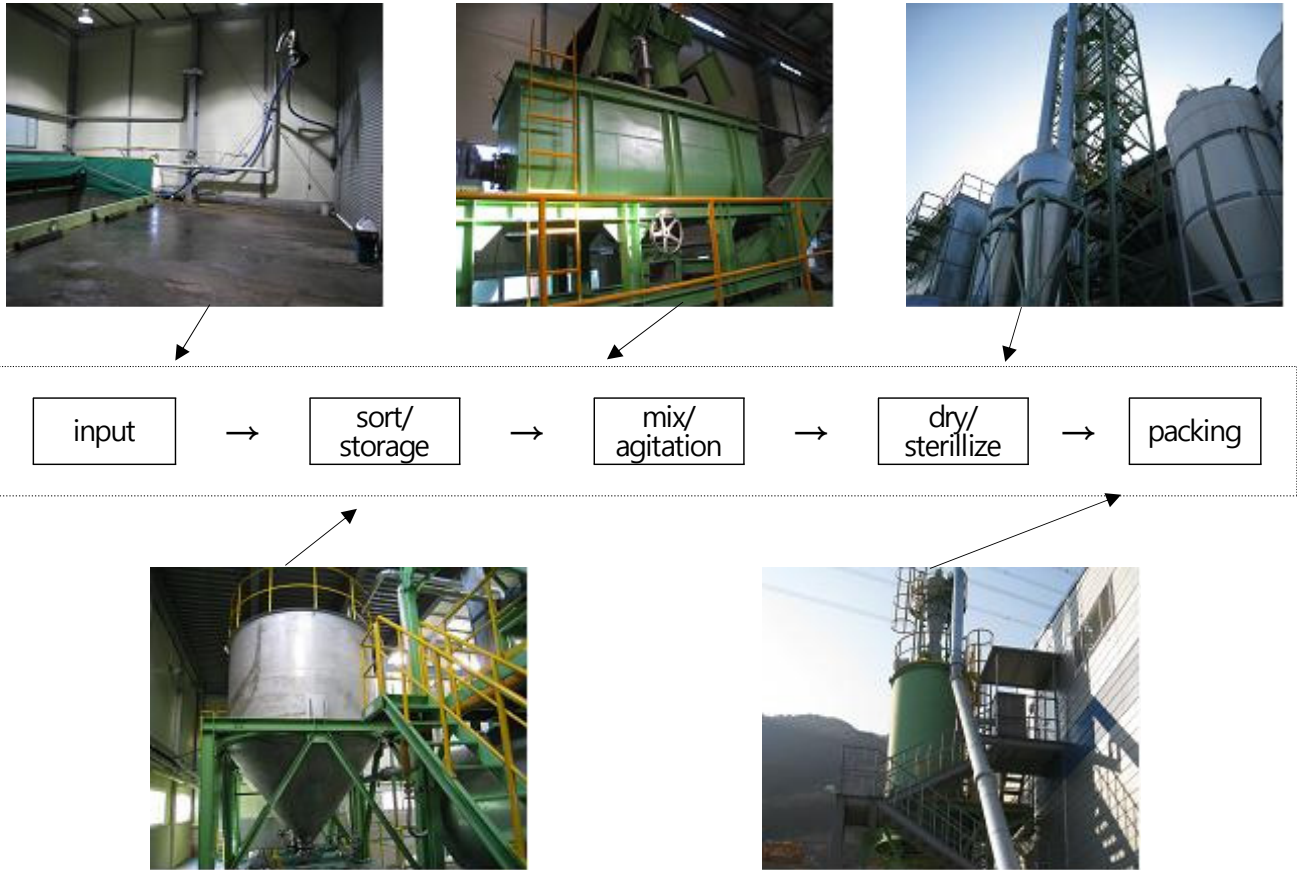 input
→
sort/
storage
→
mix/
agitation
→
dry/
sterillize
→
packing